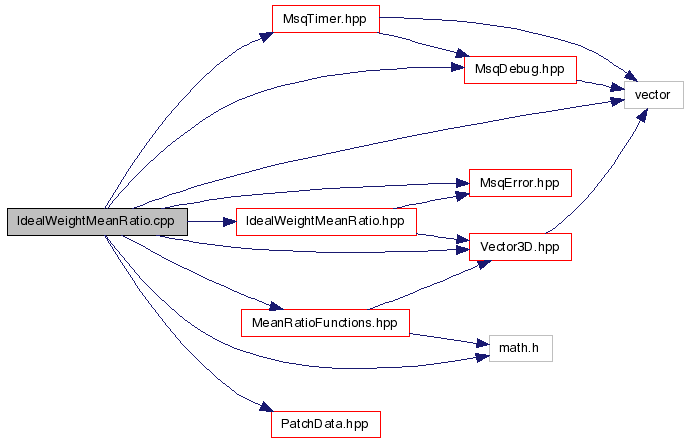 MsqTimer.hpp
MsqDebug.hpp
vector
MsqError.hpp
IdealWeightMeanRatio.cpp
IdealWeightMeanRatio.hpp
Vector3D.hpp
MeanRatioFunctions.hpp
math.h
PatchData.hpp